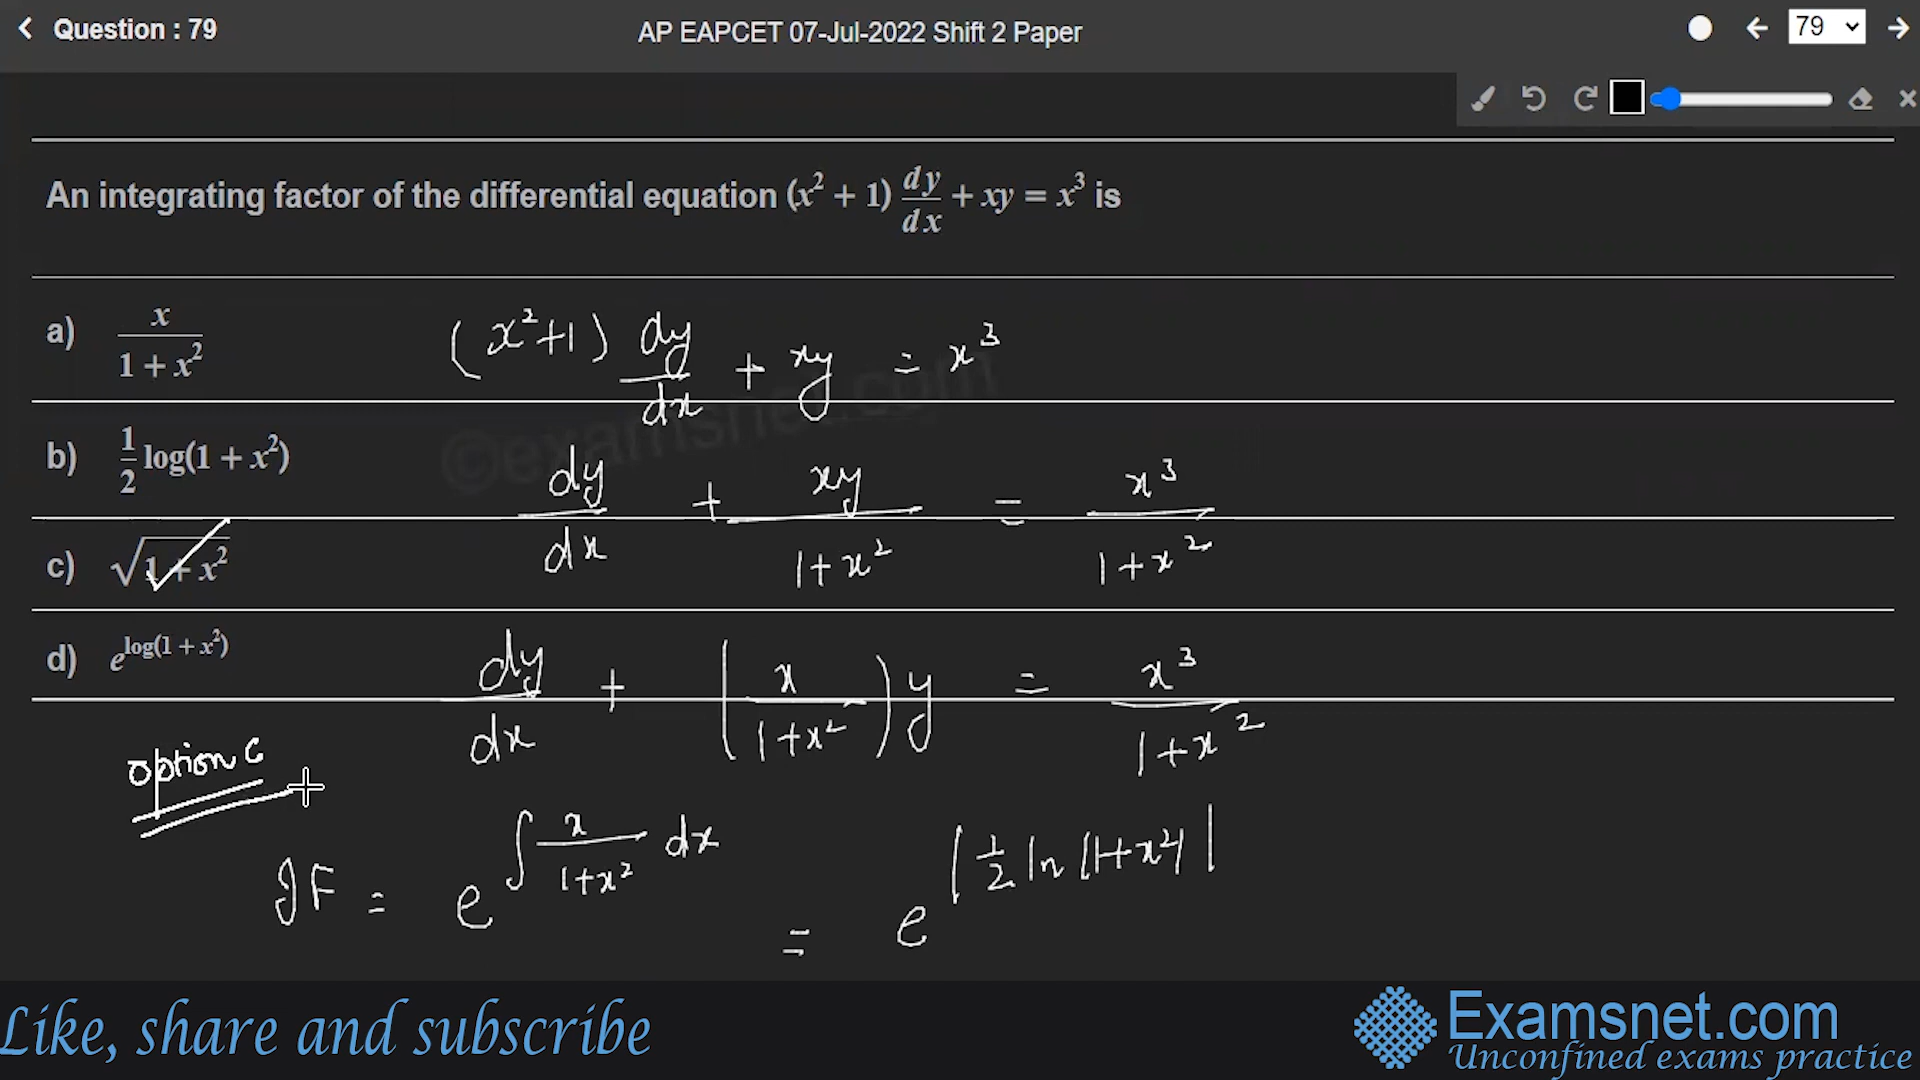 Question : 79
AP EAPCET 07-Jul-2022 Shift 2 Paper
79
An integrating factor of the differential equation (x² + 1) dy/dx + xy = x³ is
a) x/(1 + x²)
(x²+1) dy/dx + xy = x³
©examsnet.com
b) 1/2 log(1 + x²)
dy/dx + xy/(1+x²) = x³/(1+x²)
c) √(1 + x²)
d) e^(log(1 + x²))
dy/dx + (x/(1+x²)) y = x³/(1+x²)
option C
IF = e^(∫ x/(1+x²) dx) = e^|1/2 ln |1+x²||
Like, share and subscribe
Examsnet.com
Unconfined exams practice